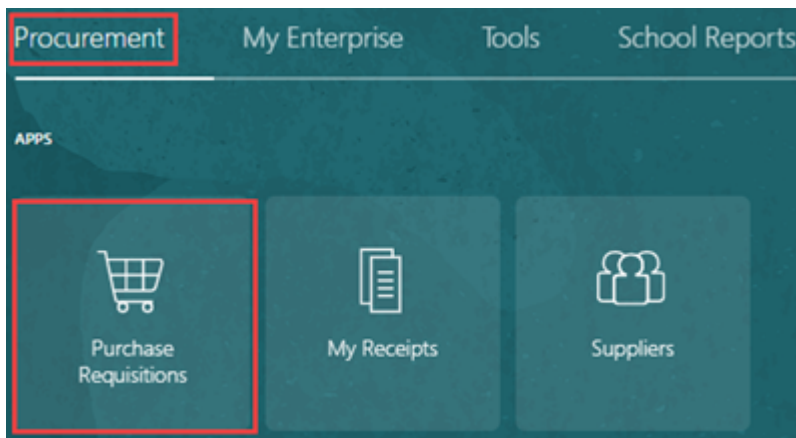 Procurement My Enterprise Tools School Reports
APPS
Purchase
Requisitions
My Receipts
Suppliers